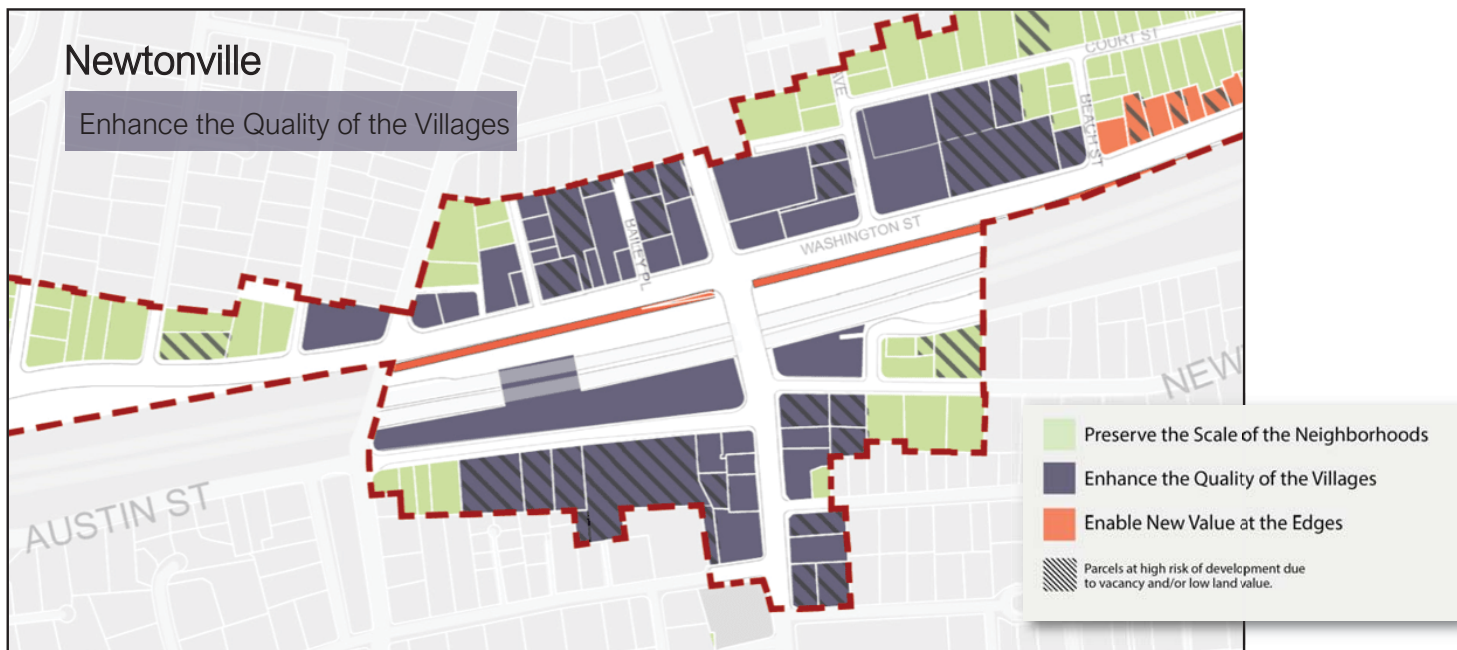 Newtonville
Enhance the Quality of the Villages
COURT ST
AVE
BEACH ST
BAILEY PL
WASHINGTON ST
NEW
AUSTIN ST
Preserve the Scale of the Neighborhoods
Enhance the Quality of the Villages
Enable New Value at the Edges
Parcels at high risk of development due
to vacancy and/or low land value.